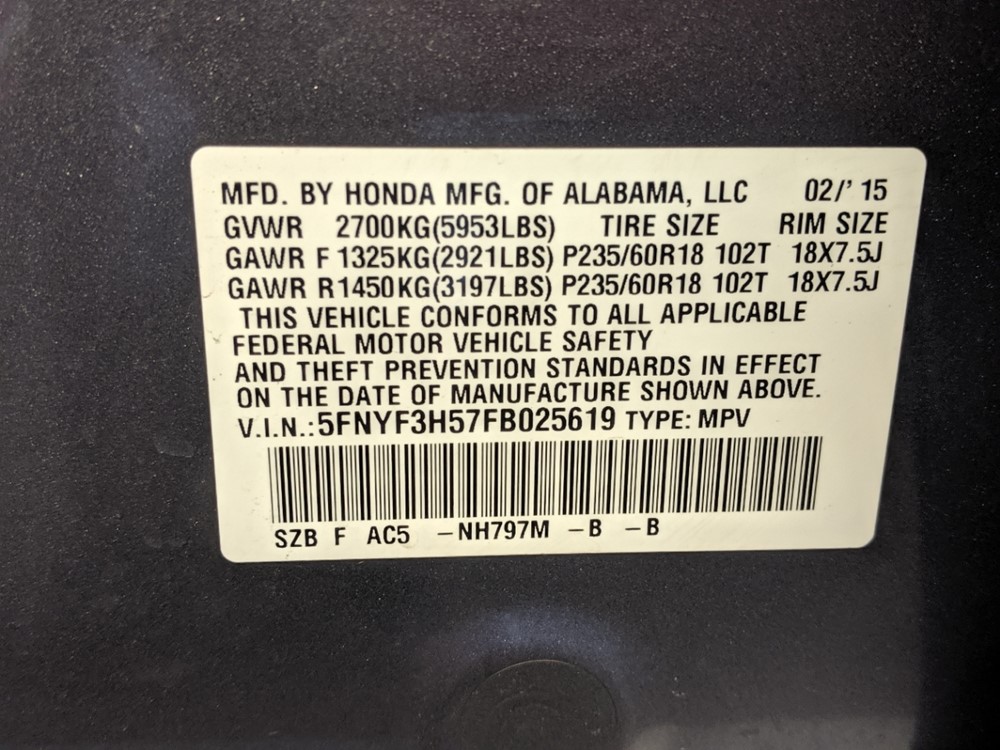 MFD. BY HONDA MFG. OF ALABAMA, LLC 02/' 15
GVWR 2700KG(5953LBS) TIRE SIZE RIM SIZE
GAWR F 1325KG(2921LBS) P235/60R18 102T 18X7.5J
GAWR R1450KG(3197LBS) P235/60R18 102T 18X7.5J
THIS VEHICLE CONFORMS TO ALL APPLICABLE
FEDERAL MOTOR VEHICLE SAFETY
AND THEFT PREVENTION STANDARDS IN EFFECT
ON THE DATE OF MANUFACTURE SHOWN ABOVE.
V.I.N.:5FNYF3H57FB025619 TYPE: MPV
SZB F AC5 –NH797M –B –B